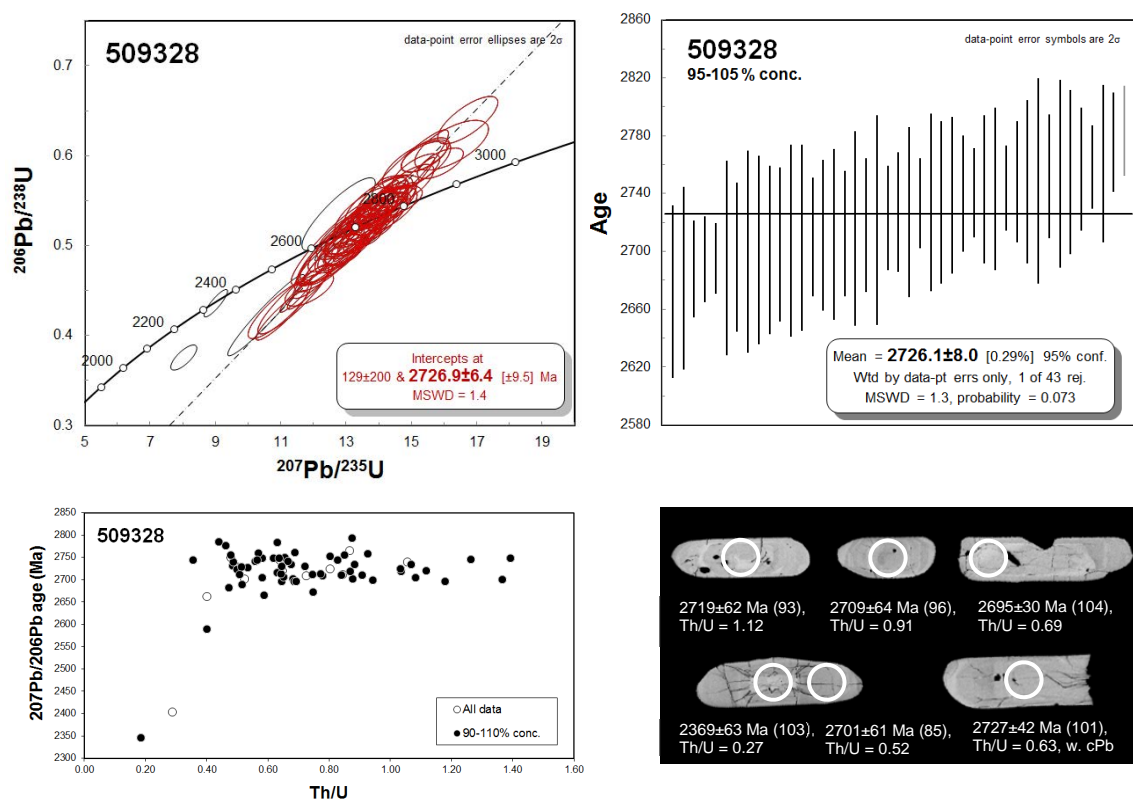 509328
data-point error ellipses are 2σ
0.7
0.6
0.5
0.4
0.3
206Pb/238U
2000
2200
2400
2600
2800
3000
Intercepts at
129±200 & 2726.9±6.4 [±9.5] Ma
MSWD = 1.4
5 7 9 11 13 15 17 19
207Pb/235U
509328
95-105 % conc.
data-point error symbols are 2σ
2860
2820
2780
2740
2700
2660
2620
2580
Age
Mean = 2726.1±8.0 [0.29%] 95% conf.
Wtd by data-pt errs only, 1 of 43 rej.
MSWD = 1.3, probability = 0.073
509328
2850
2800
2750
2700
2650
2600
2550
2500
2450
2400
2350
2300
207Pb/206Pb age (Ma)
All data
90-110% conc.
0.00 0.20 0.40 0.60 0.80 1.00 1.20 1.40 1.60
Th/U
2719±62 Ma (93),
Th/U = 1.12
2709±64 Ma (96),
Th/U = 0.91
2695±30 Ma (104),
Th/U = 0.69
2369±63 Ma (103),
Th/U = 0.27
2701±61 Ma (85),
Th/U = 0.52
2727±42 Ma (101),
Th/U = 0.63, w. cPb